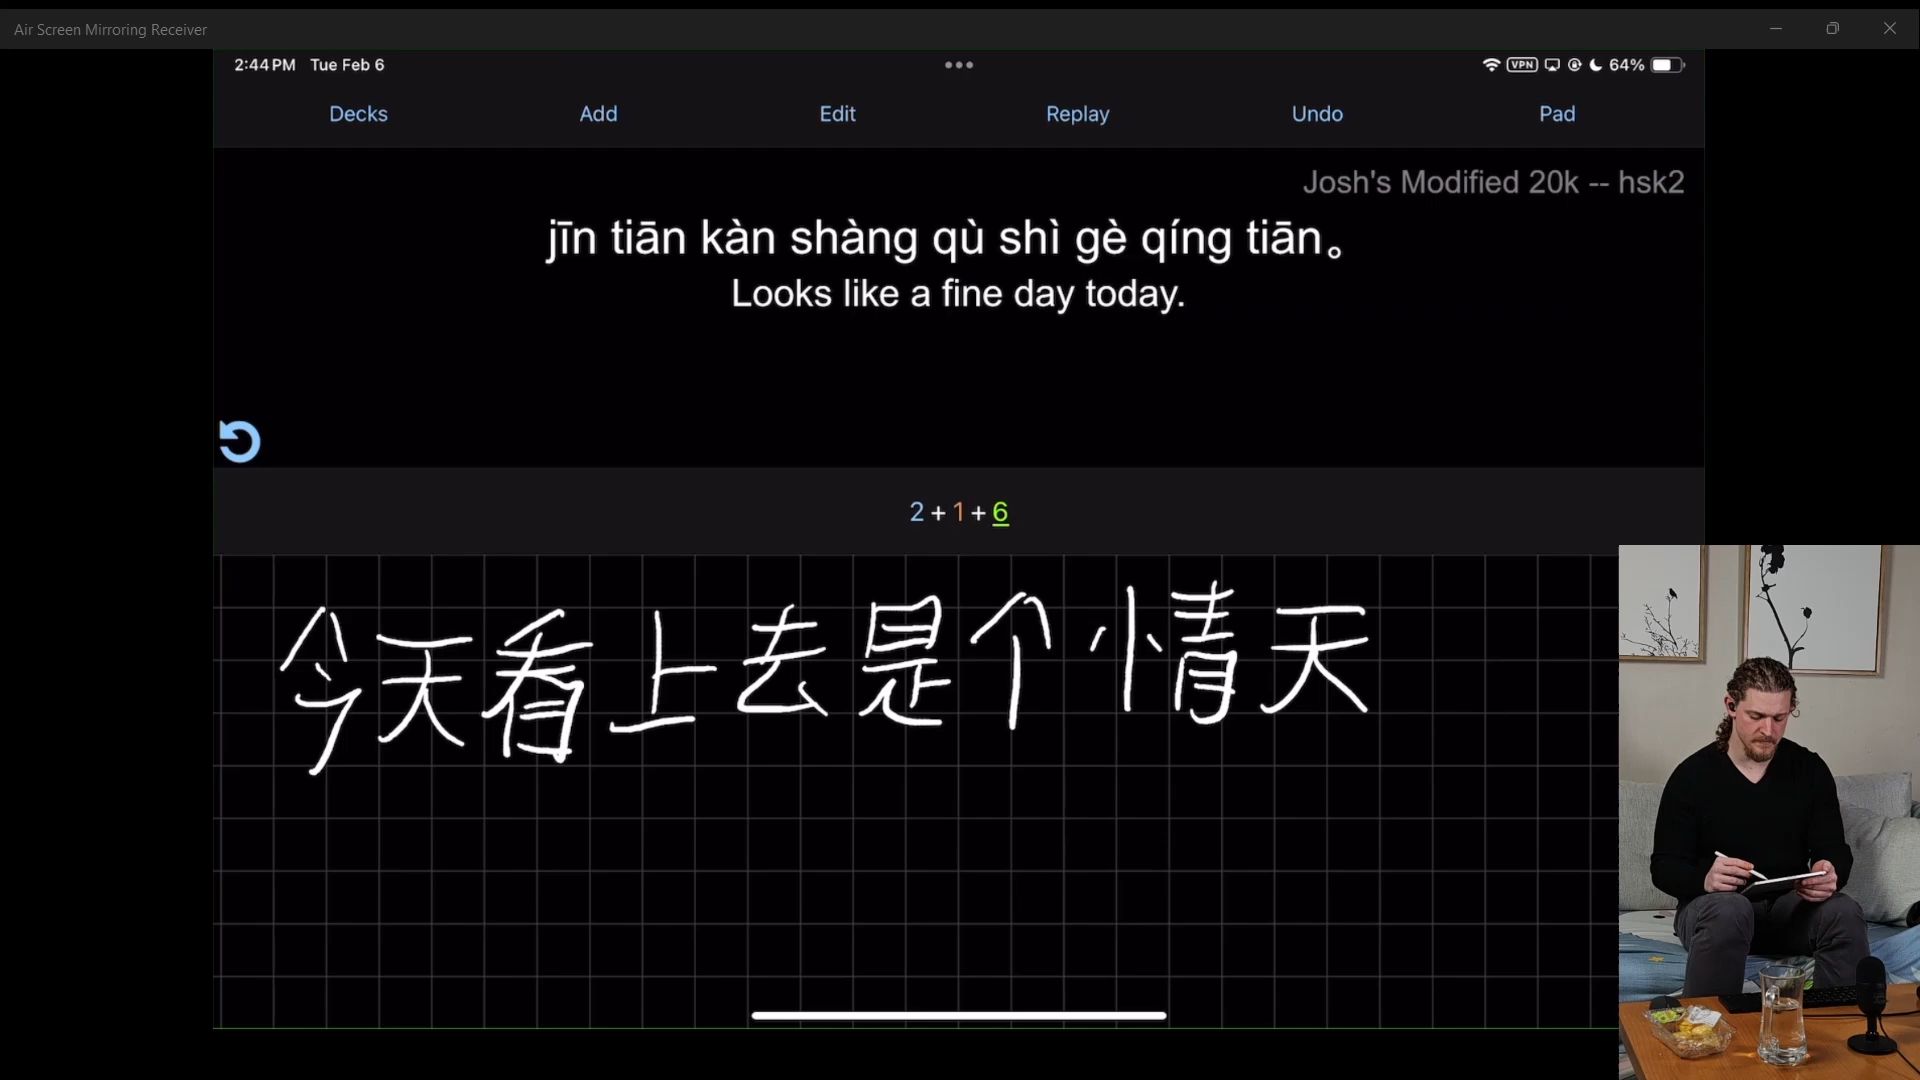 Air Screen Mirroring Receiver
2:44 PM Tue Feb 6
VPN 64%
Decks Add Edit Replay Undo Pad
Josh's Modified 20k -- hsk2
jīn tiān kàn shàng qù shì gè qíng tiān。
Looks like a fine day today.
2 + 1 + 6
今天看上去是个情天